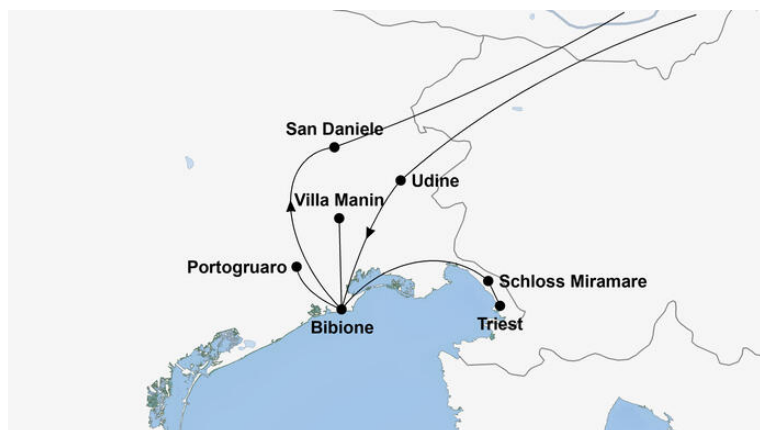 San Daniele
Udine
Villa Manin
Portogruaro
Schloss Miramare
Triest
Bibione